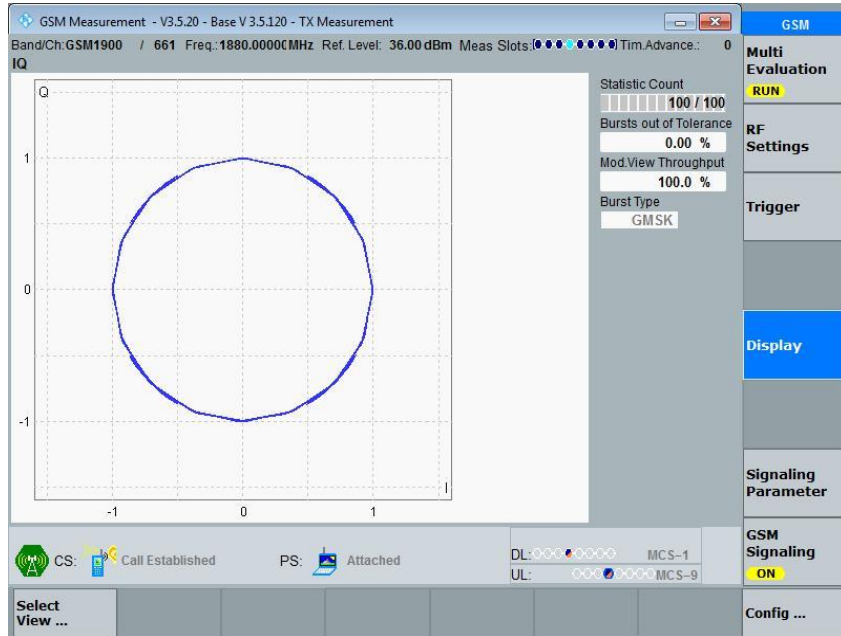 GSM Measurement - V3.5.20 - Base V 3.5.120 - TX Measurement
GSM
Band/Ch:GSM1900 / 661 Freq.:1880.0000(MHz Ref. Level: 36.00 dBm Meas Slots: Tim.Advance.: 0
IQ
Multi
Evaluation
RUN
RF
Settings
Trigger
Display
Signaling
Parameter
GSM
Signaling
ON
Config ...
Statistic Count
100 / 100
Bursts out of Tolerance
0.00 %
Mod.View Throughput
100.0 %
Burst Type
GMSK
Q
1
0
-1
I
-1 0 1
CS: Call Established PS: Attached
DL: MCS-1
UL: MCS-9
Select
View ...